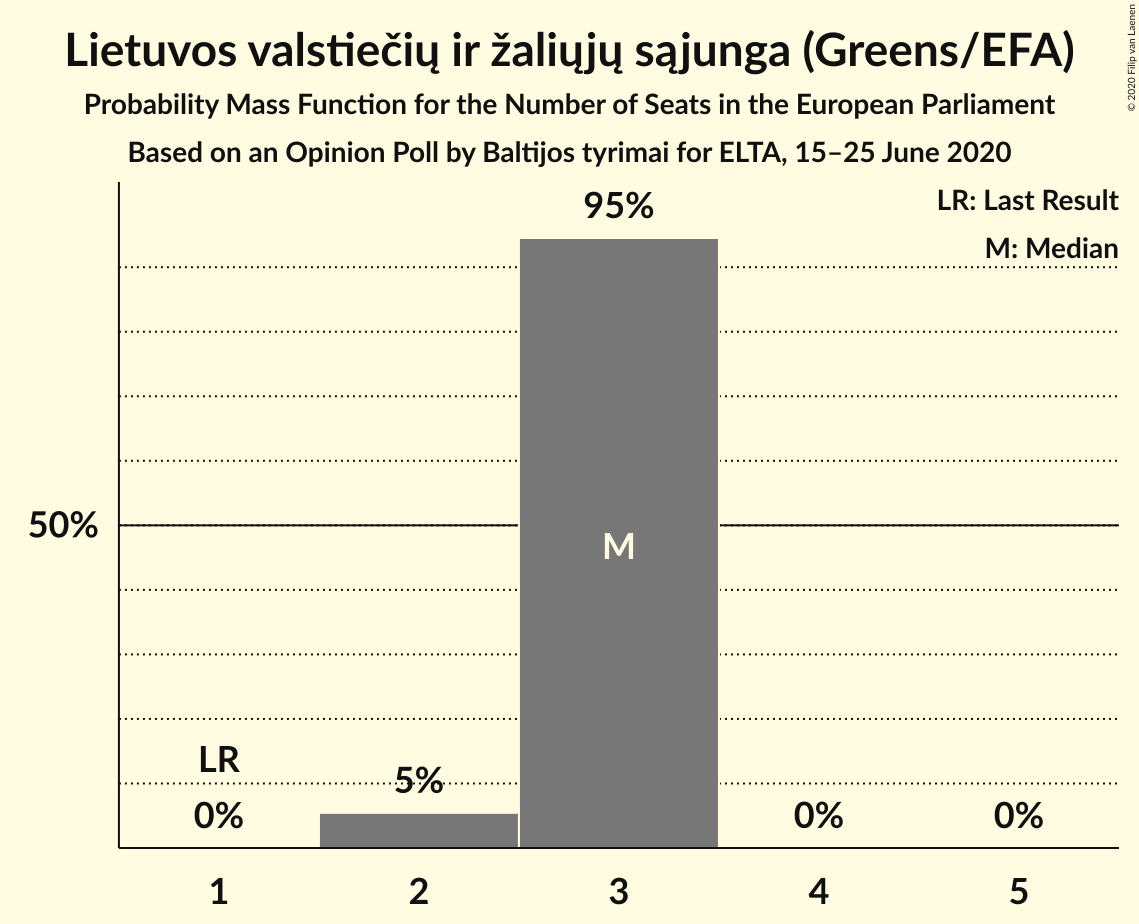 Lietuvos valstiečių ir žaliųjų sąjunga (Greens/EFA)
Probability Mass Function for the Number of Seats in the European Parliament
Based on an Opinion Poll by Baltijos tyrimai for ELTA, 15–25 June 2020
© 2020 Filip van Laenen
LR: Last Result
M: Median
95%
50%
M
LR
5%
0%
0%
0%
1
2
3
4
5